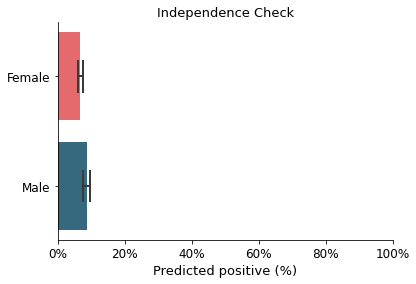 Independence Check
Female
Male
0% 20% 40% 60% 80% 100%
Predicted positive (%)